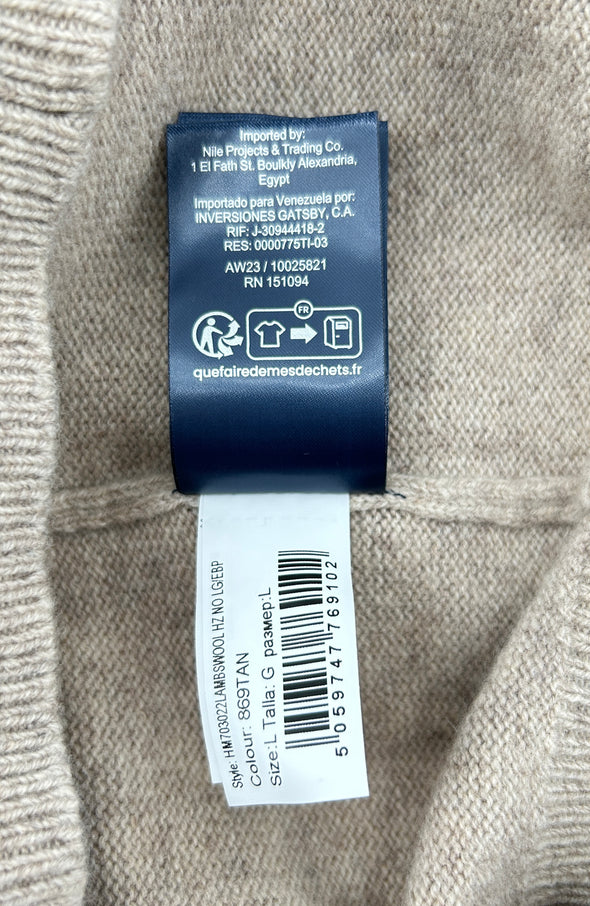 Imported by:
Nile Projects & Trading Co.
1 El Fath St. Boulkly Alexandria,
Egypt
Importado para Venezuela por:
INVERSIONES GATSBY, C.A.
RIF: J-30944418-2
RES: 0000775TI-03
AW23 / 10025821
RN 151094
FR
quefairedemesdechets.fr
Style: HM703022LAMBSWOOL HZ NO LG!EBP
Colour: 869TAN
Size:L Talla: G размер:L
5 059747 769102